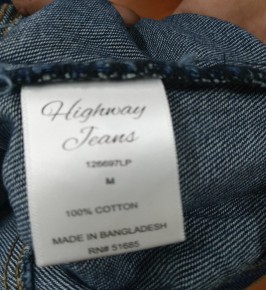 Highway
Jeans
126697LP
M
100% COTTON
MADE IN BANGLADESH
RN# 51685